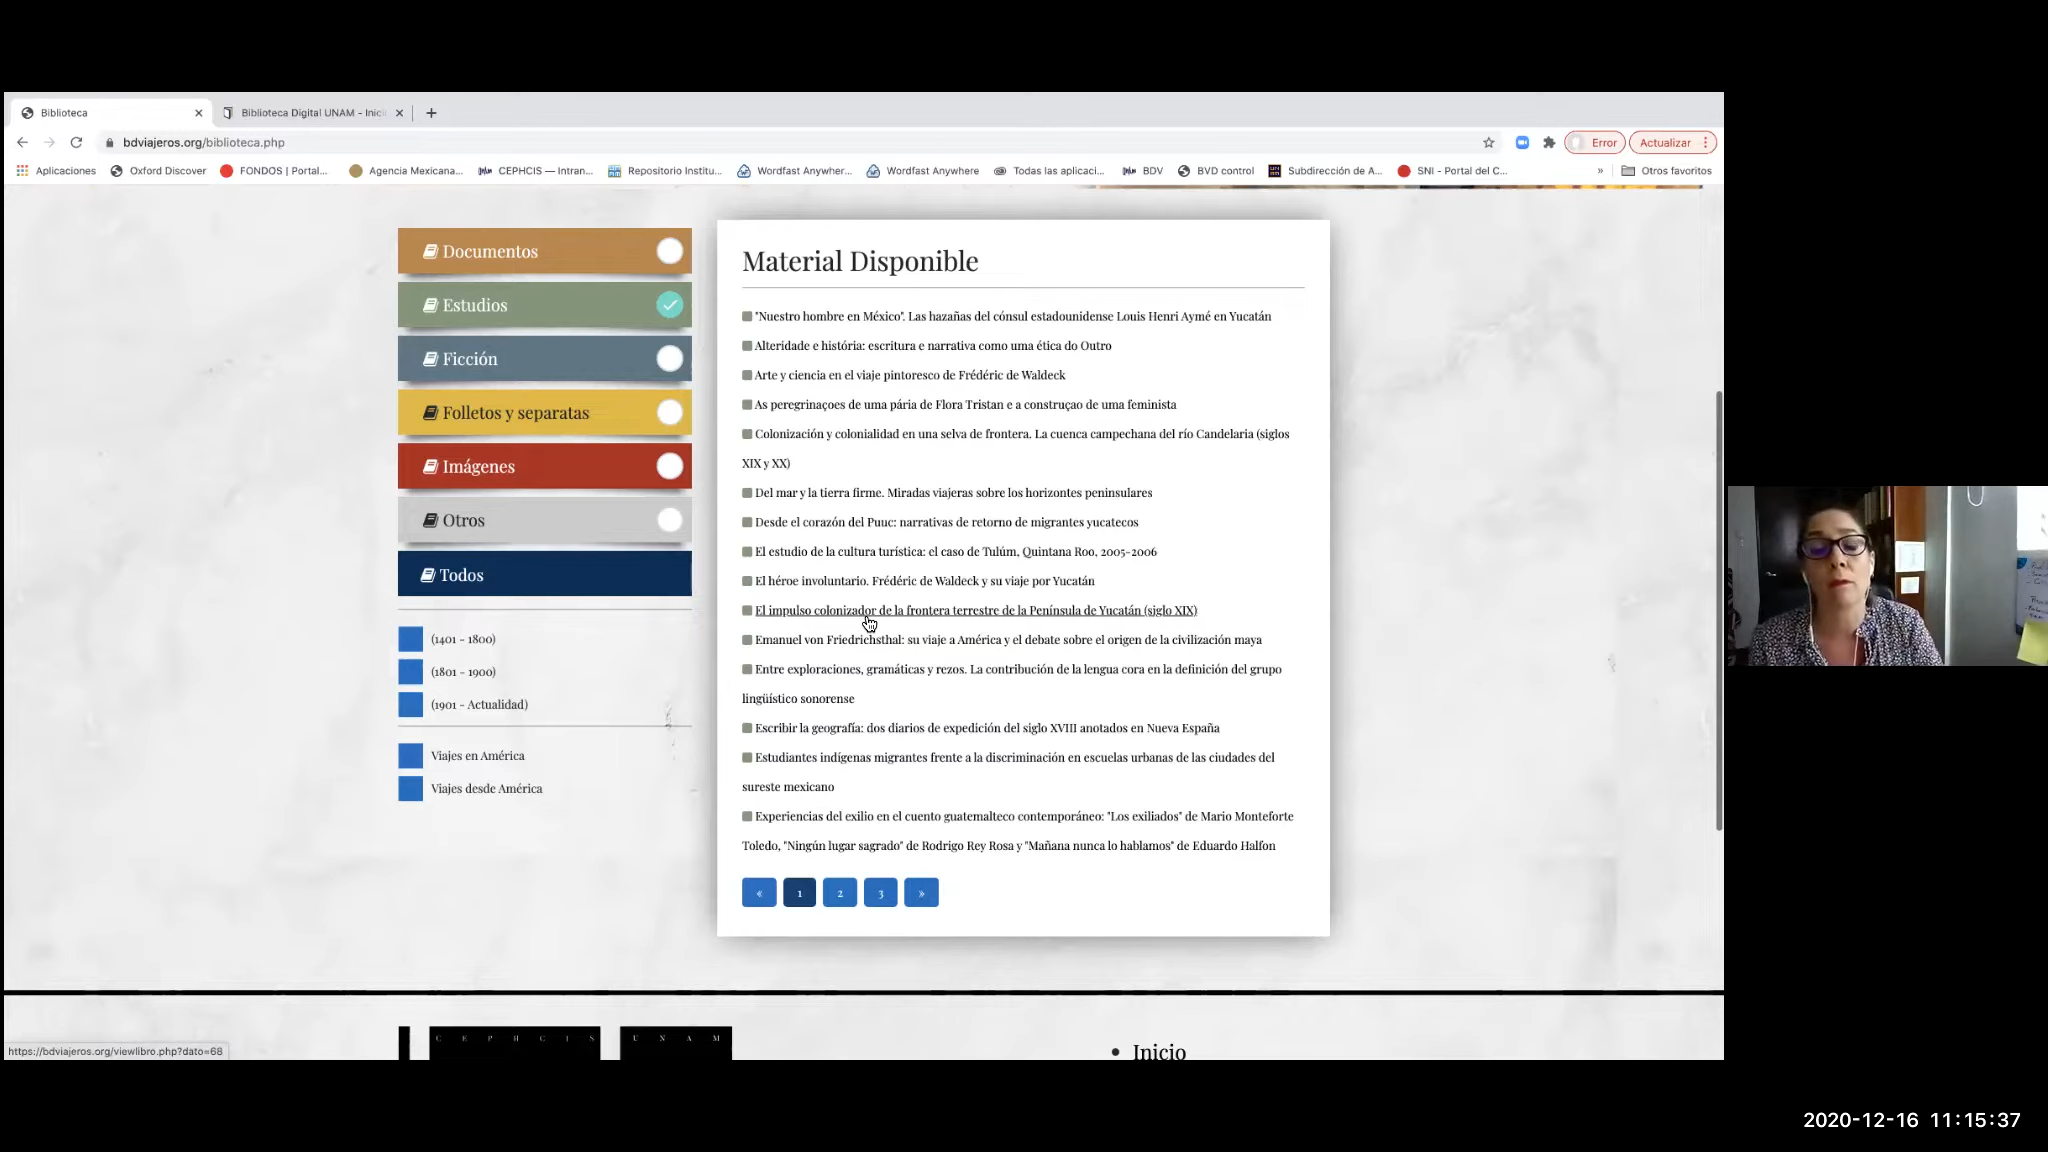 Biblioteca
Biblioteca Digital UNAM - Inici
bdviajeros.org/biblioteca.php
Error
Actualizar
Aplicaciones
Oxford Discover
FONDOS | Portal...
Agencia Mexicana...
CEPHCIS — Intran...
Repositorio Institu...
Wordfast Anywher...
Wordfast Anywhere
Todas las aplicaci...
BDV
BVD control
Subdirección de A...
SNI - Portal del C...
»
Otros favoritos
Documentos
Estudios
Ficción
Folletos y separatas
Imágenes
Otros
Todos
(1401 - 1800)
(1801 - 1900)
(1901 - Actualidad)
Viajes en América
Viajes desde América
Material Disponible
"Nuestro hombre en México". Las hazañas del cónsul estadounidense Louis Henri Aymé en Yucatán
Alteridade e história: escritura e narrativa como uma ética do Outro
Arte y ciencia en el viaje pintoresco de Frédéric de Waldeck
As peregrinaçoes de uma pária de Flora Tristan e a construçao de uma feminista
Colonización y colonialidad en una selva de frontera. La cuenca campechana del río Candelaria (siglos
XIX y XX)
Del mar y la tierra firme. Miradas viajeras sobre los horizontes peninsulares
Desde el corazón del Puuc: narrativas de retorno de migrantes yucatecos
El estudio de la cultura turística: el caso de Tulúm, Quintana Roo, 2005-2006
El héroe involuntario. Frédéric de Waldeck y su viaje por Yucatán
El impulso colonizador de la frontera terrestre de la Península de Yucatán (siglo XIX)
Emanuel von Friedrichsthal: su viaje a América y el debate sobre el origen de la civilización maya
Entre exploraciones, gramáticas y rezos. La contribución de la lengua cora en la definición del grupo
lingüístico sonorense
Escribir la geografía: dos diarios de expedición del siglo XVIII anotados en Nueva España
Estudiantes indígenas migrantes frente a la discriminación en escuelas urbanas de las ciudades del
sureste mexicano
Experiencias del exilio en el cuento guatemalteco contemporáneo: "Los exiliados" de Mario Monteforte
Toledo, "Ningún lugar sagrado" de Rodrigo Rey Rosa y "Mañana nunca lo hablamos" de Eduardo Halfon
« 1 2 3 »
CEPHCIS
UNAM
Inicio
https://bdviajeros.org/viewlibro.php?dato=68
2020-12-16 11:15:37